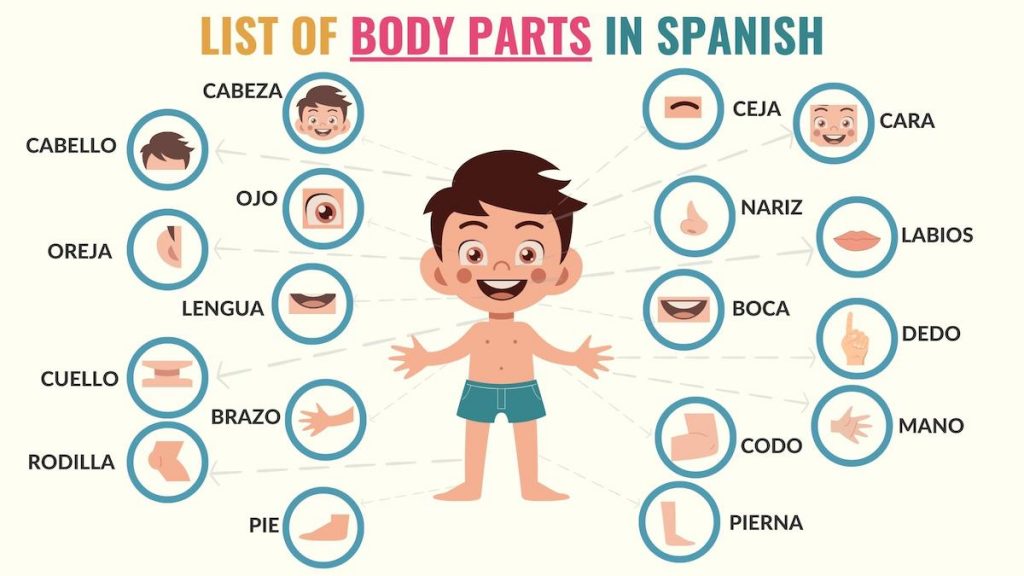 LIST OF BODY PARTS IN SPANISH
CABEZA
CEJA
CARA
CABELLO
OJO
NARIZ
OREJA
LABIOS
LENGUA
BOCA
DEDO
CUELLO
BRAZO
MANO
CODO
RODILLA
PIE
PIERNA